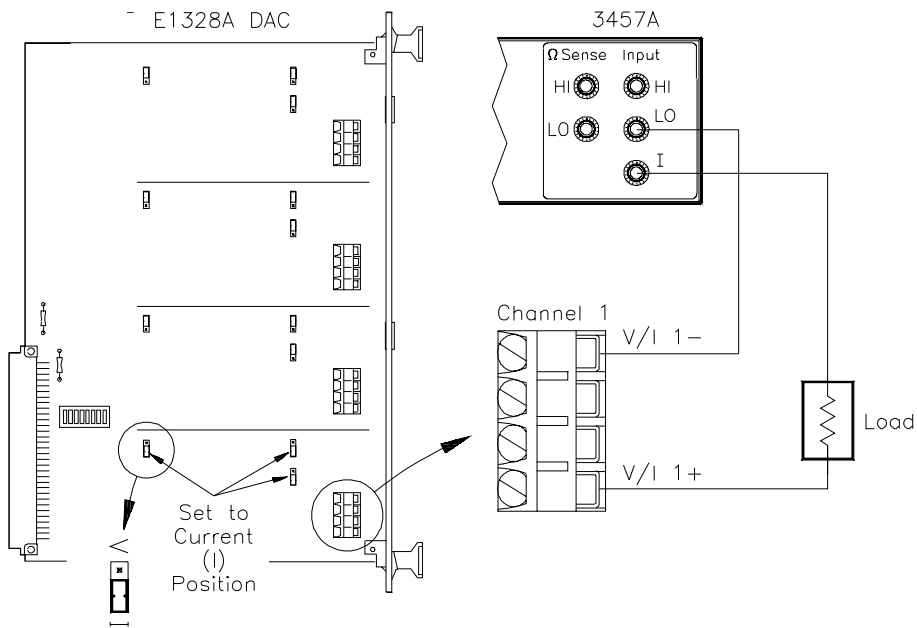 E1328A DAC
3457A
Ω Sense Input
HI HI
LO LO
I
Channel 1
V/I 1-
V/I 1+
Load
Set to
Current
(I)
Position
V
I